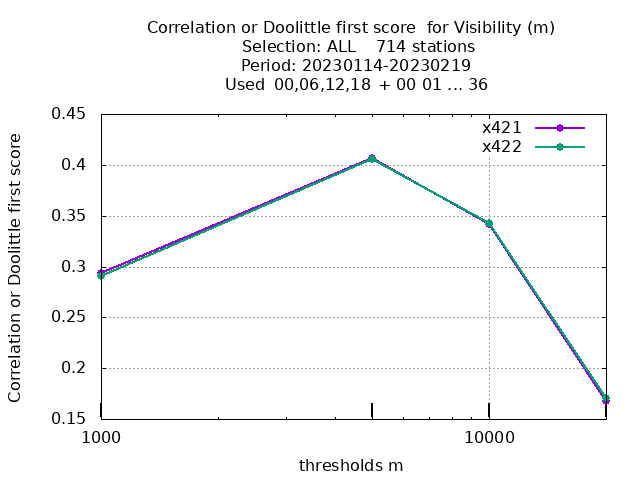 Correlation or Doolittle first score  for Visibility (m)
Selection: ALL    714 stations
Period: 20230114-20230219
Used  00,06,12,18 + 00 01 ... 36
x421
x422
0.45
0.4
0.35
0.3
0.25
0.2
0.15
Correlation or Doolittle first score
1000
10000
thresholds m